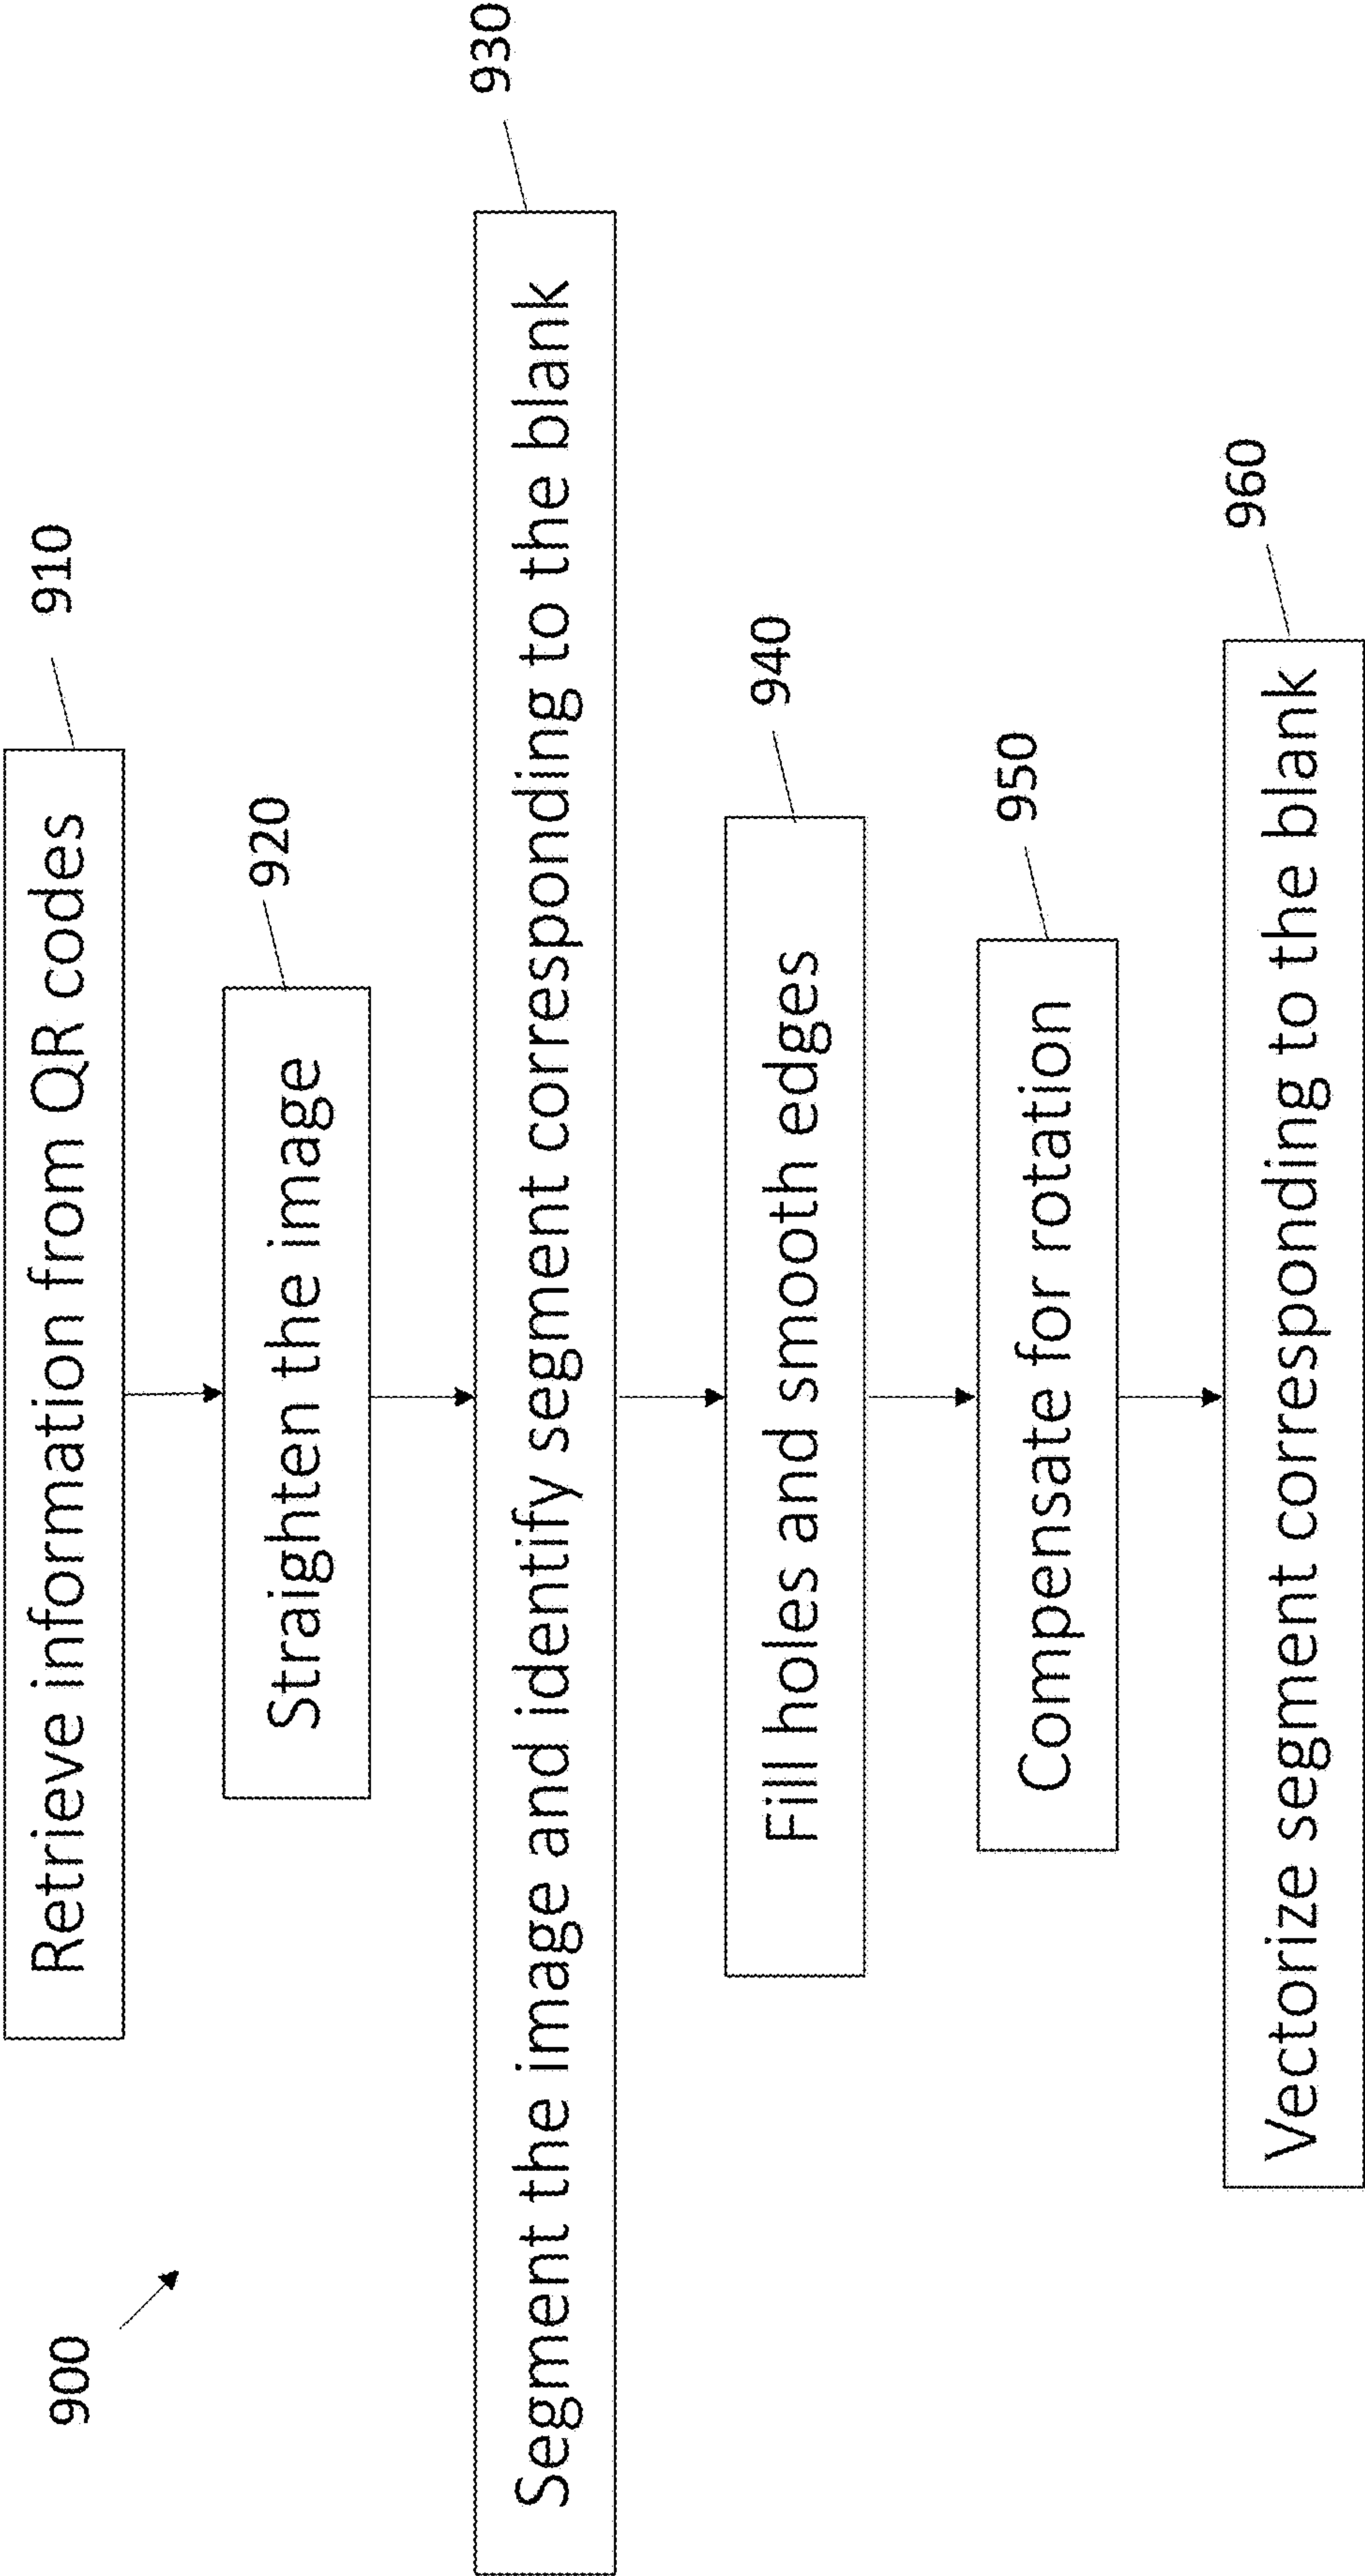 900
Retrieve information from QR codes
910
Straighten the image
920
Segment the image and identify segment corresponding to the blank
930
Fill holes and smooth edges
940
Compensate for rotation
950
Vectorize segment corresponding to the blank
960